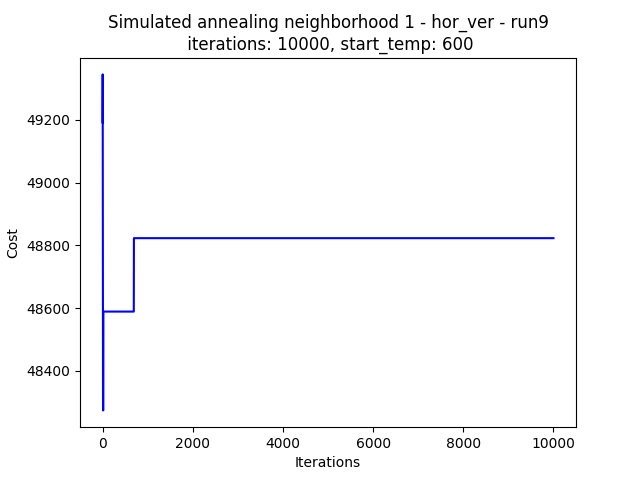 Simulated annealing neighborhood 1 - hor_ver - run9
iterations: 10000, start_temp: 600
49200
49000
48800
48600
48400
Cost
0 2000 4000 6000 8000 10000
Iterations